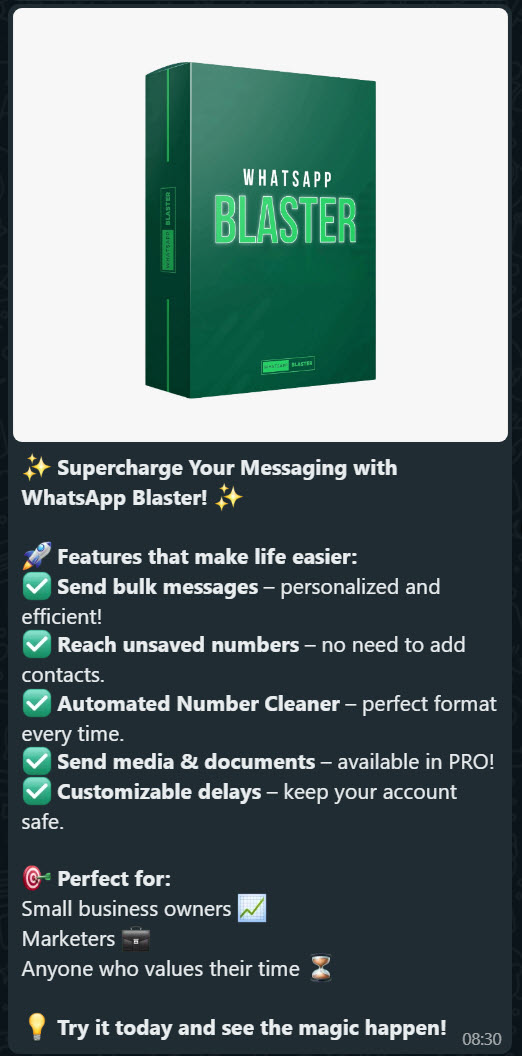 WHATSAPP
BLASTER
WHATSAPP BLASTER
WHATSAPP BLASTER
✨ Supercharge Your Messaging with
WhatsApp Blaster! ✨
🚀 Features that make life easier:
✅ Send bulk messages – personalized and
efficient!
✅ Reach unsaved numbers – no need to add
contacts.
✅ Automated Number Cleaner – perfect format
every time.
✅ Send media & documents – available in PRO!
✅ Customizable delays – keep your account
safe.
🎯 Perfect for:
Small business owners 📈
Marketers 💼
Anyone who values their time ⏳
💡 Try it today and see the magic happen!
08:30